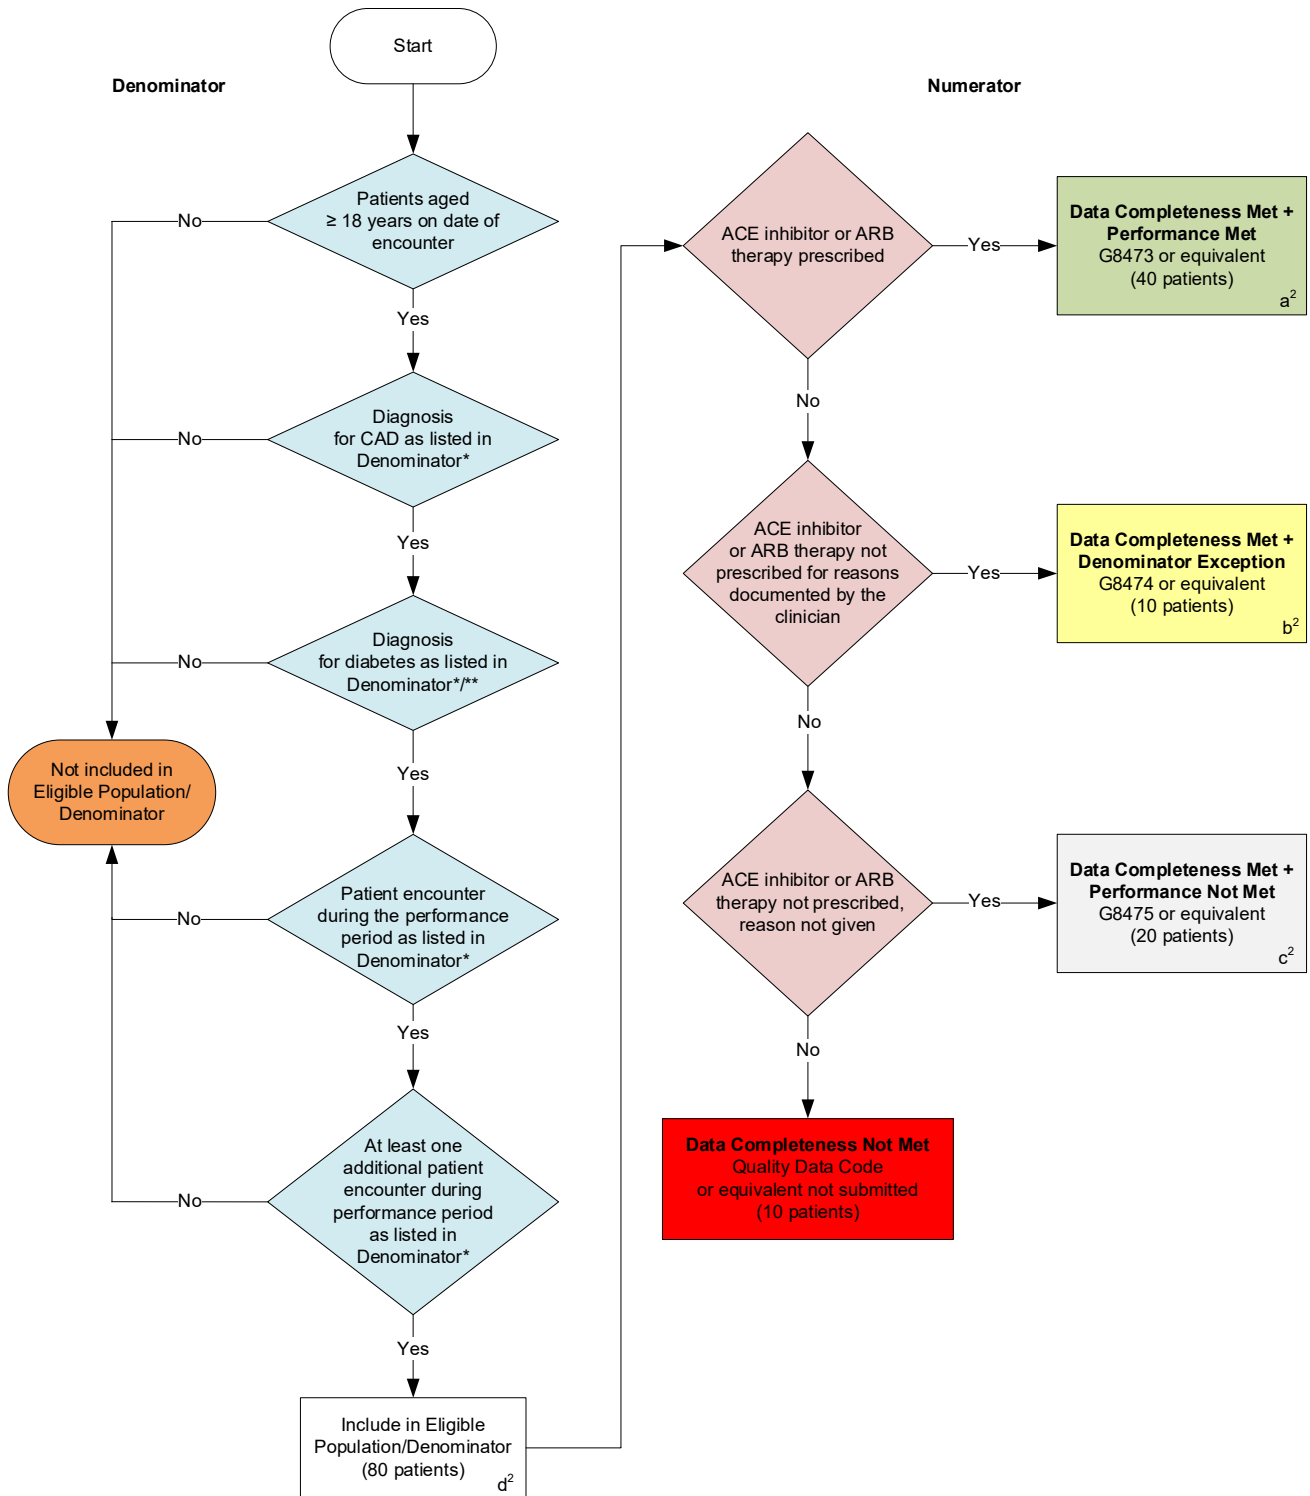 Start
Denominator
Patients aged
≥ 18 years on date of
encounter
No
Yes
Diagnosis
for CAD as listed in
Denominator*
No
Yes
Diagnosis
for diabetes as listed in
Denominator*/**
No
Yes
Not included in
Eligible Population/
Denominator
Patient encounter
during the performance
period as listed in
Denominator*
No
Yes
At least one
additional patient
encounter during
performance period
as listed in
Denominator*
No
Yes
Include in Eligible
Population/Denominator
(80 patients)
d²
Numerator
ACE inhibitor or ARB
therapy prescribed
Yes
Data Completeness Met +
Performance Met
G8473 or equivalent
(40 patients)
a²
No
ACE inhibitor
or ARB therapy not
prescribed for reasons
documented by the
clinician
Yes
Data Completeness Met +
Denominator Exception
G8474 or equivalent
(10 patients)
b²
No
ACE inhibitor or ARB
therapy not prescribed,
reason not given
Yes
Data Completeness Met +
Performance Not Met
G8475 or equivalent
(20 patients)
c²
No
Data Completeness Not Met
Quality Data Code
or equivalent not submitted
(10 patients)